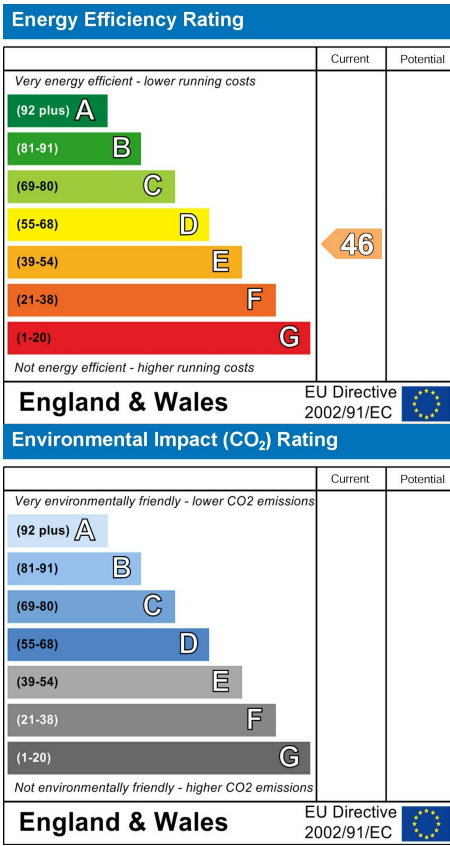 Energy Efficiency Rating
Current Potential
Very energy efficient - lower running costs
(92 plus) A
(81-91) B
(69-80) C
(55-68) D
46
(39-54) E
(21-38) F
(1-20) G
Not energy efficient - higher running costs
England & Wales
EU Directive
2002/91/EC
Environmental Impact (CO₂) Rating
Current Potential
Very environmentally friendly - lower CO2 emissions
(92 plus) A
(81-91) B
(69-80) C
(55-68) D
(39-54) E
(21-38) F
(1-20) G
Not environmentally friendly - higher CO2 emissions
England & Wales
EU Directive
2002/91/EC